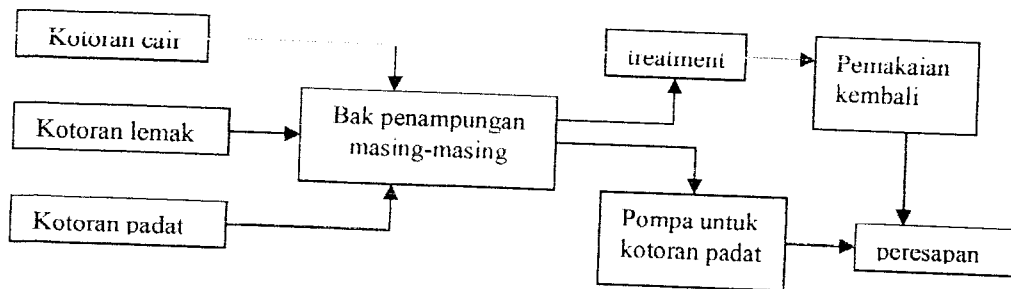 Kotoran cair
Kotoran lemak
Kotoran padat
Bak penampungan
masing-masing
treatment
Pemakaian
kembali
Pompa untuk
kotoran padat
peresapan